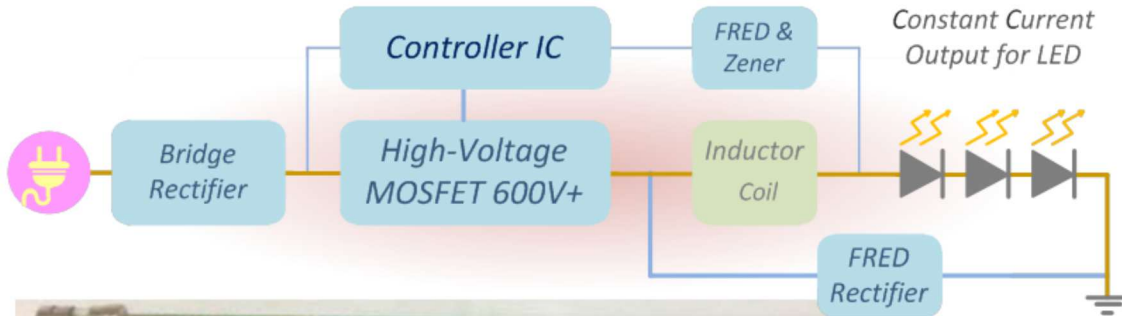 Controller IC
FRED &
Zener
Constant Current
Output for LED
Bridge
Rectifier
High-Voltage
MOSFET 600V+
Inductor
Coil
FRED
Rectifier